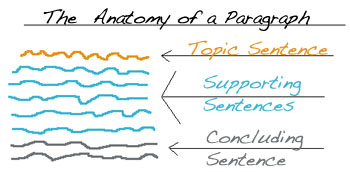 The Anatomy of a Paragraph
Topic Sentence
Supporting
Sentences
Concluding
Sentence